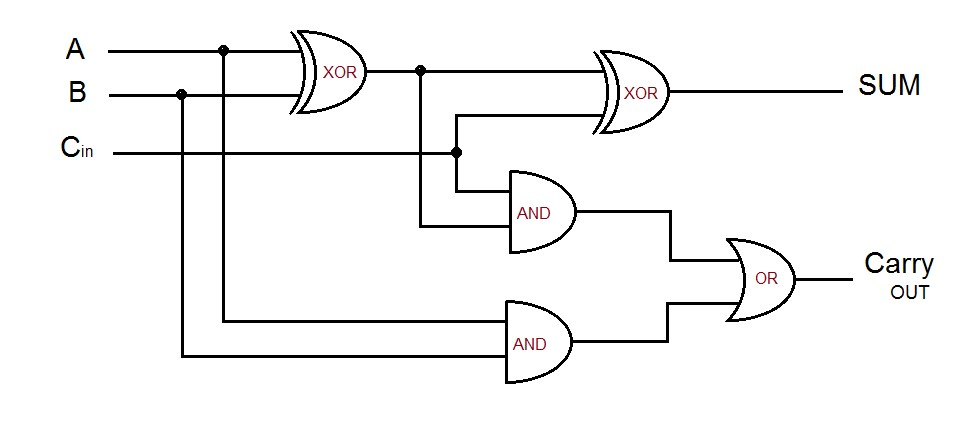 A
B
Cin
XOR
XOR
SUM
AND
AND
OR
Carry
OUT